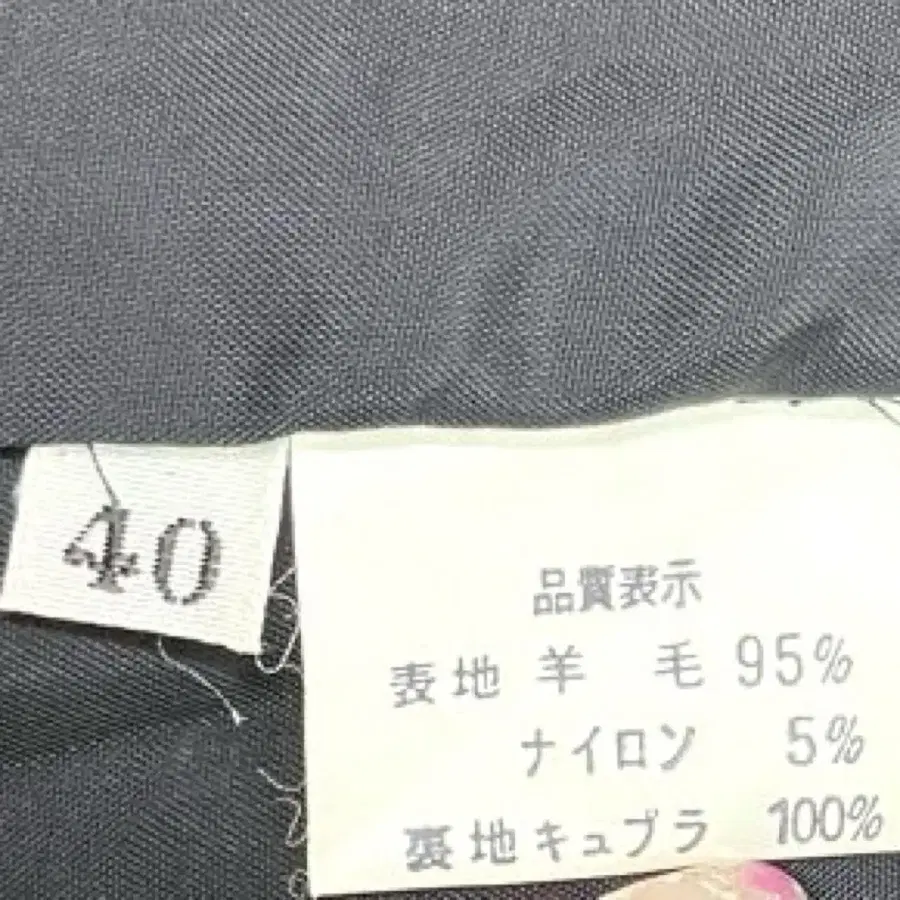 40
品質表示
表地 羊 毛 95%
ナイロン 5%
裏地キュプラ 100%